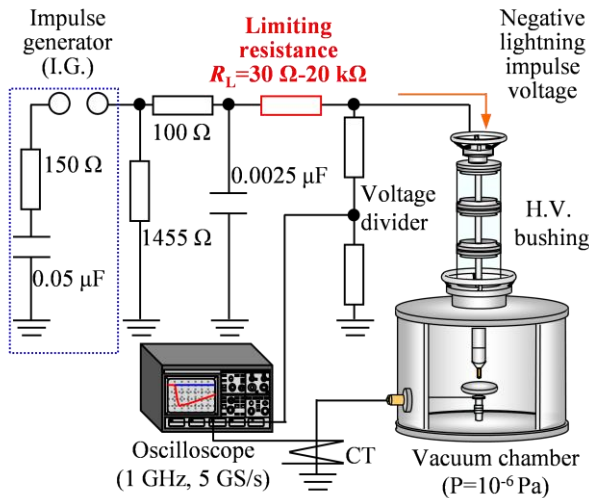 Impulse
generator
(I.G.)
Limiting
resistance
R_L=30 Ω-20 kΩ
Negative
lightning
impulse
voltage
100 Ω
150 Ω
0.0025 μF
Voltage
divider
H.V.
bushing
1455 Ω
0.05 μF
Oscilloscope
(1 GHz, 5 GS/s)
CT
Vacuum chamber
(P=10⁻⁶ Pa)